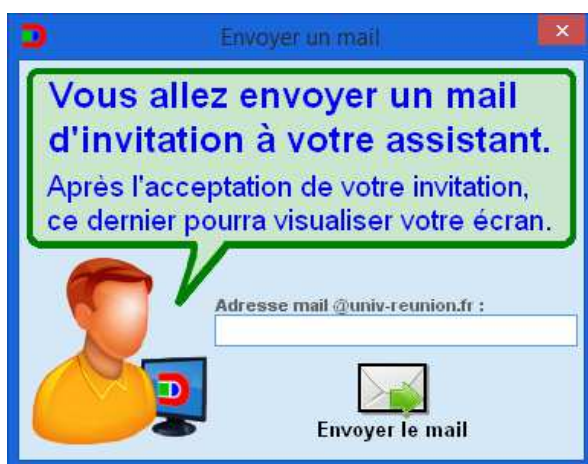 Envoyer un mail
Vous allez envoyer un mail
d'invitation à votre assistant.
Après l'acceptation de votre invitation,
ce dernier pourra visualiser votre écran.
Adresse mail @univ-reunion.fr :
Envoyer le mail